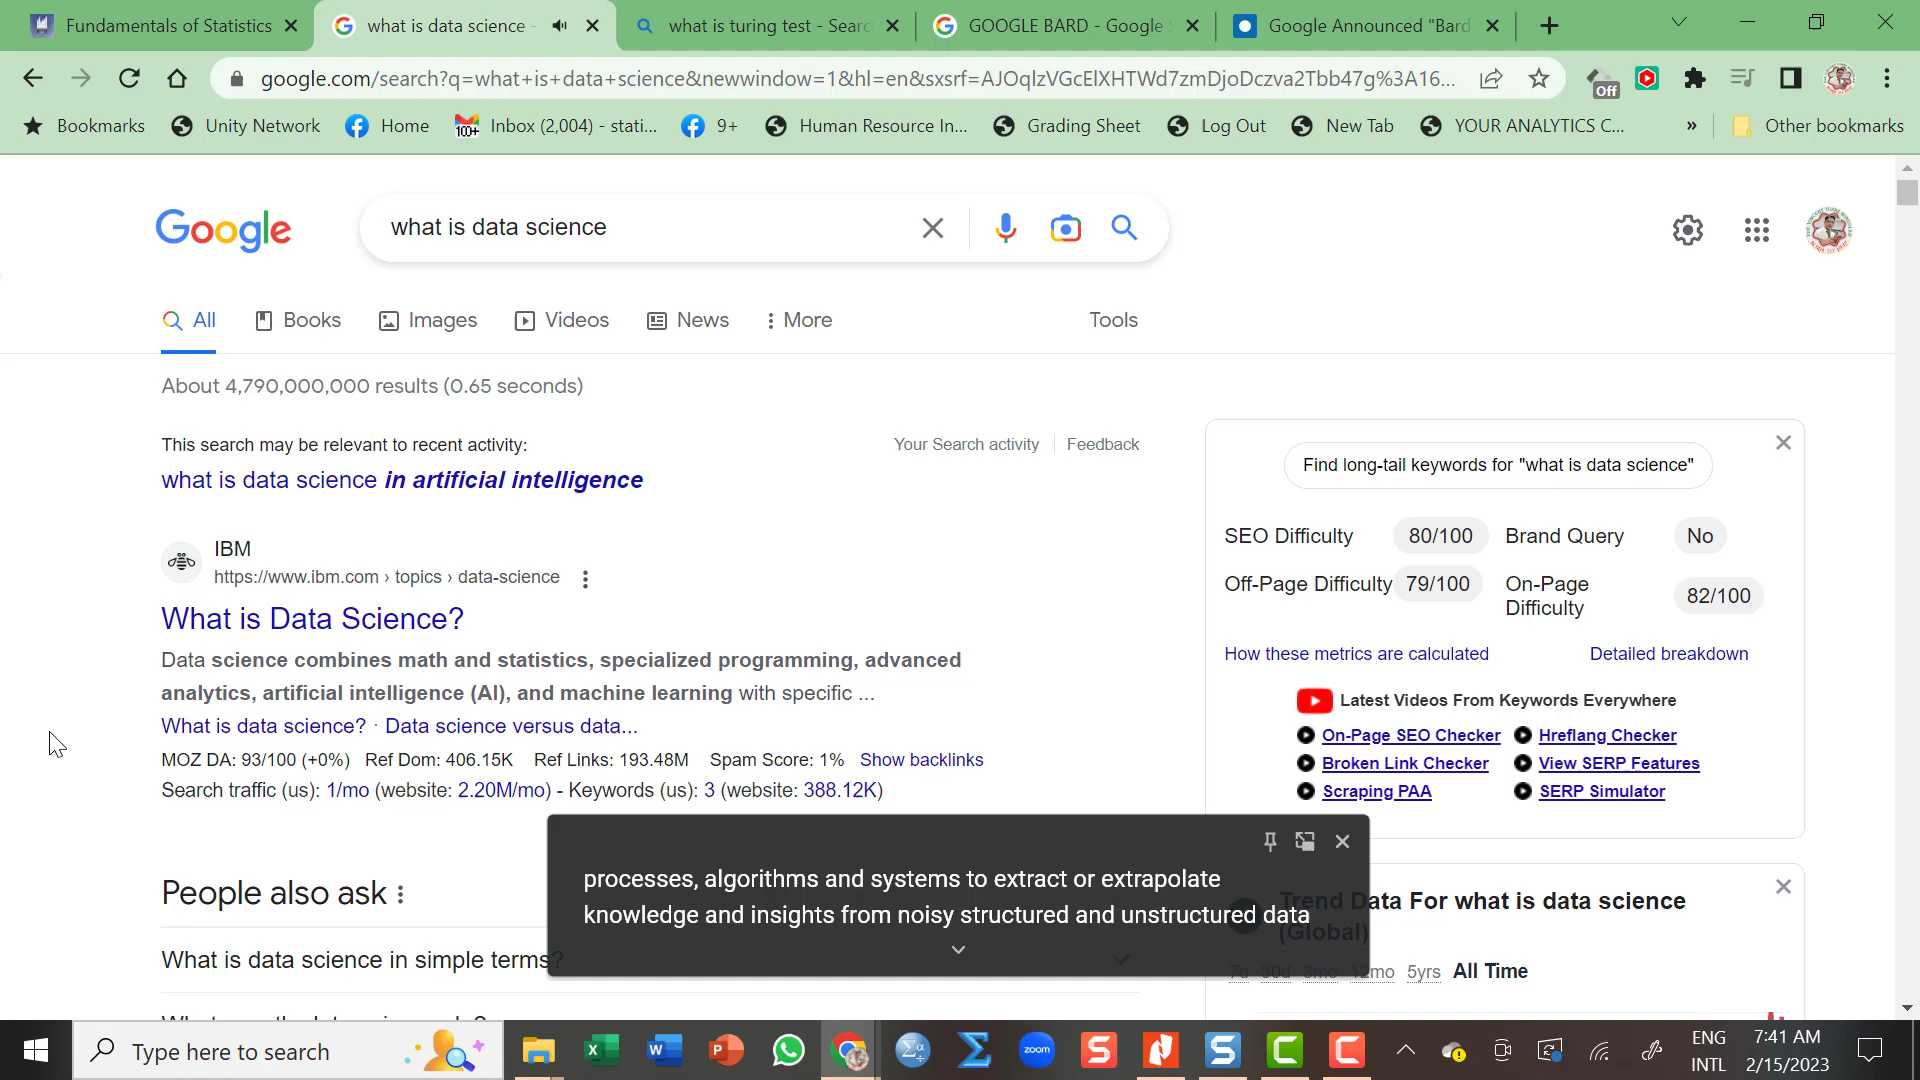 Fundamentals of Statistics
what is data science -
what is turing test - Searc
GOOGLE BARD - Google S
Google Announced "Bard
google.com/search?q=what+is+data+science&newwindow=1&hl=en&sxsrf=AJOqlzVGcElXHTWd7zmDjoDczva2Tbb47g%3A16...
Off
Bookmarks
Unity Network
Home
100+
Inbox (2,004) - stati...
9+
Human Resource In...
Grading Sheet
Log Out
New Tab
YOUR ANALYTICS C...
»
Other bookmarks
Google
what is data science
All
Books
Images
Videos
News
More
Tools
About 4,790,000,000 results (0.65 seconds)
This search may be relevant to recent activity:
Your Search activity
Feedback
what is data science in artificial intelligence
IBM
https://www.ibm.com › topics › data-science
What is Data Science?
Data science combines math and statistics, specialized programming, advanced
analytics, artificial intelligence (AI), and machine learning with specific ...
What is data science? · Data science versus data...
MOZ DA: 93/100 (+0%) Ref Dom: 406.15K Ref Links: 193.48M Spam Score: 1% Show backlinks
Search traffic (us): 1/mo (website: 2.20M/mo) - Keywords (us): 3 (website: 388.12K)
People also ask
What is data science in simple terms?
Find long-tail keywords for "what is data science"
SEO Difficulty 80/100 Brand Query No
Off-Page Difficulty 79/100 On-Page
Difficulty 82/100
How these metrics are calculated
Detailed breakdown
Latest Videos From Keywords Everywhere
On-Page SEO Checker
Hreflang Checker
Broken Link Checker
View SERP Features
Scraping PAA
SERP Simulator
Trend Data For what is data science
(Global)
7d 30d 3mo 12mo 5yrs All Time
processes, algorithms and systems to extract or extrapolate
knowledge and insights from noisy structured and unstructured data
Type here to search
zoom
ENG
INTL
7:41 AM
2/15/2023